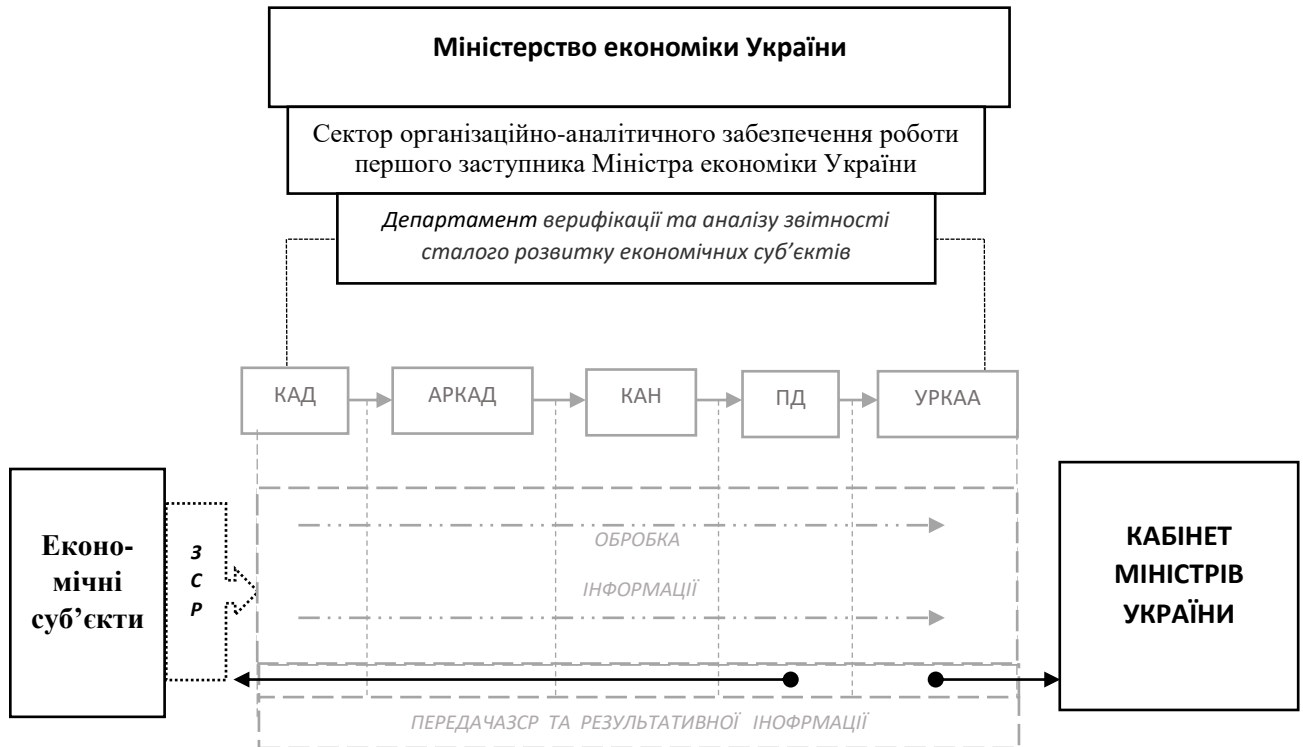 Міністерство економіки України
Сектор організаційно-аналітичного забезпечення роботи
першого заступника Міністра економіки України
Департамент верифікації та аналізу звітності
сталого розвитку економічних суб’єктів
КАД
АРКАД
КАН
ПД
УРКАА
Еконо-
мічні
суб’єкти
З
С
Р
ОБРОБКА
ІНФОРМАЦІЇ
КАБІНЕТ
МІНІСТРІВ
УКРАЇНИ
ПЕРЕДАЧАЗСР ТА РЕЗУЛЬТАТИВНОЇ ІНОФРМАЦІЇ